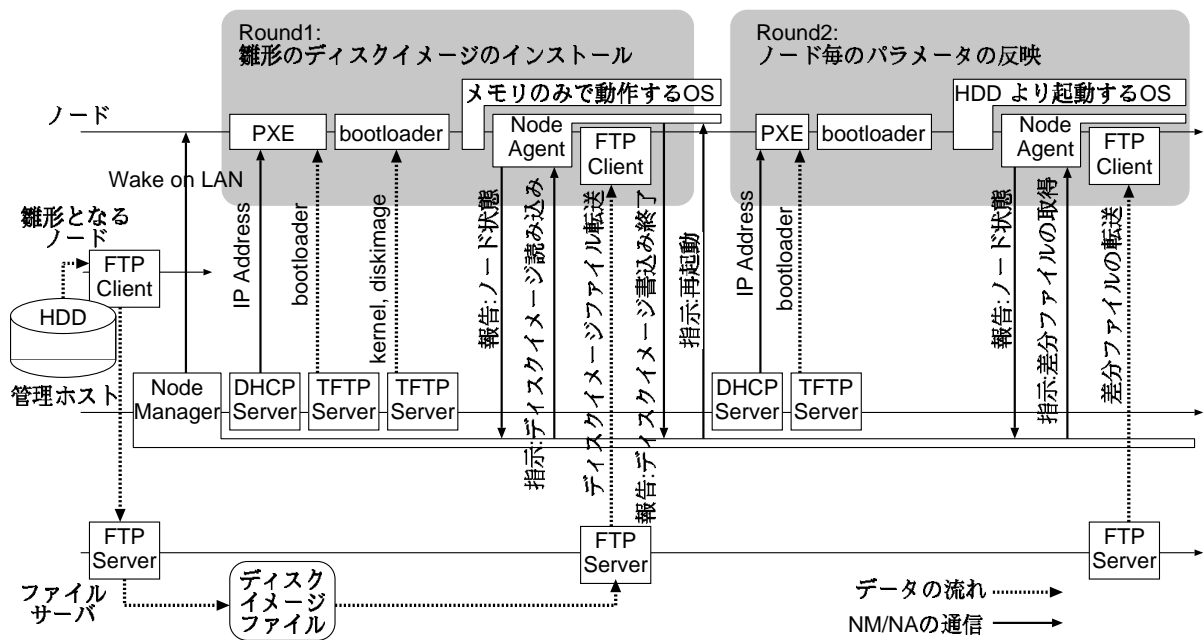 Round1:
雛形のディスクイメージのインストール
Round2:
ノード毎のパラメータの反映
メモリのみで動作するOS
HDD より起動するOS
ノード
PXE
bootloader
Node
Agent
FTP
Client
PXE
bootloader
Node
Agent
FTP
Client
Wake on LAN
IP Address
bootloader
kernel, diskimage
報告:ノード状態
指示:ディスクイメージ読み込み
ディスクイメージファイル転送
報告:ディスクイメージ書込み終了
指示:再起動
IP Address
bootloader
報告:ノード状態
指示:差分ファイルの取得
差分ファイルの転送
雛形となる
ノード
FTP
Client
HDD
管理ホスト
Node
Manager
DHCP
Server
TFTP
Server
TFTP
Server
DHCP
Server
TFTP
Server
FTP
Server
FTP
Server
FTP
Server
ファイル
サーバ
ディスク
イメージ
ファイル
データの流れ
NM/NAの通信